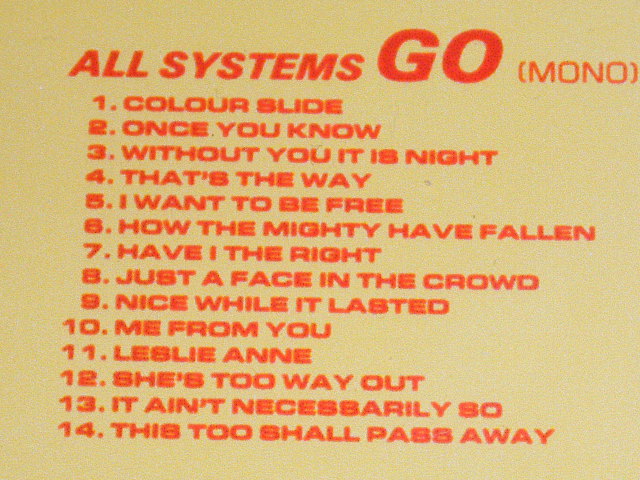 ALL SYSTEMS GO (MONO)
1. COLOUR SLIDE
2. ONCE YOU KNOW
3. WITHOUT YOU IT IS NIGHT
4. THAT'S THE WAY
5. I WANT TO BE FREE
6. HOW THE MIGHTY HAVE FALLEN
7. HAVE I THE RIGHT
8. JUST A FACE IN THE CROWD
9. NICE WHILE IT LASTED
10. ME FROM YOU
11. LESLIE ANNE
12. SHE'S TOO WAY OUT
13. IT AIN'T NECESSARILY SO
14. THIS TOO SHALL PASS AWAY